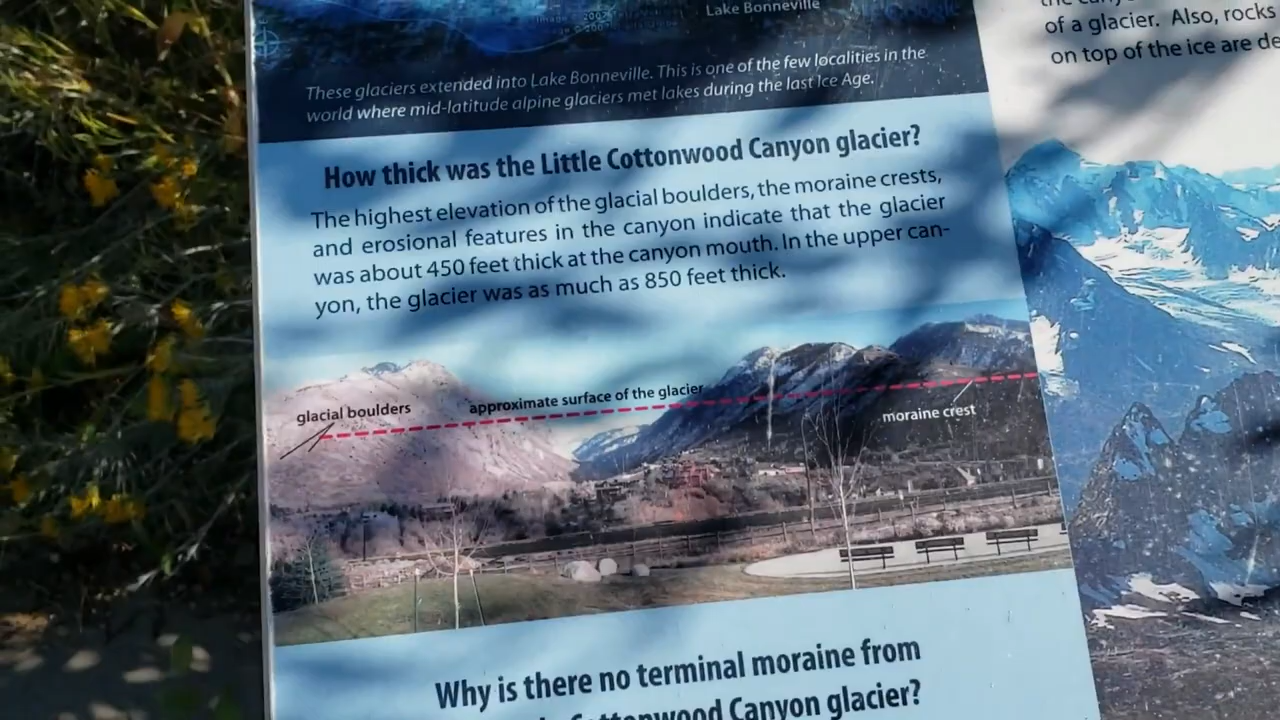 Lake Bonneville
These glaciers extended into Lake Bonneville. This is one of the few localities in the
world where mid-latitude alpine glaciers met lakes during the last Ice Age.
How thick was the Little Cottonwood Canyon glacier?
The highest elevation of the glacial boulders, the moraine crests,
and erosional features in the canyon indicate that the glacier
was about 450 feet thick at the canyon mouth. In the upper can-
yon, the glacier was as much as 850 feet thick.
glacial boulders
approximate surface of the glacier
moraine crest
Why is there no terminal moraine from
Cottonwood Canyon glacier?
of a glacier. Also, rocks
on top of the ice are